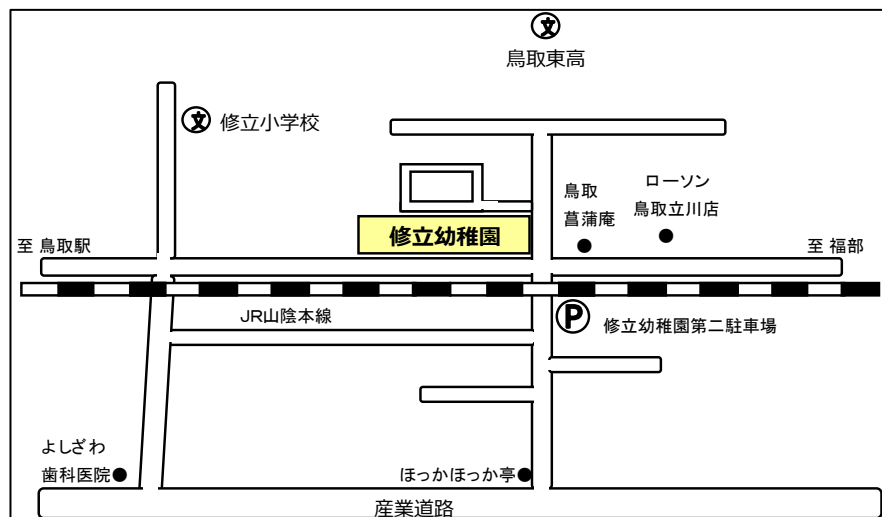 文
鳥取東高
文
修立小学校
鳥取
菖蒲庵
ローソン
鳥取立川店
修立幼稚園
至 鳥取駅
至 福部
JR山陰本線
P
修立幼稚園第二駐車場
よしざわ
歯科医院
ほっかほっか亭
産業道路